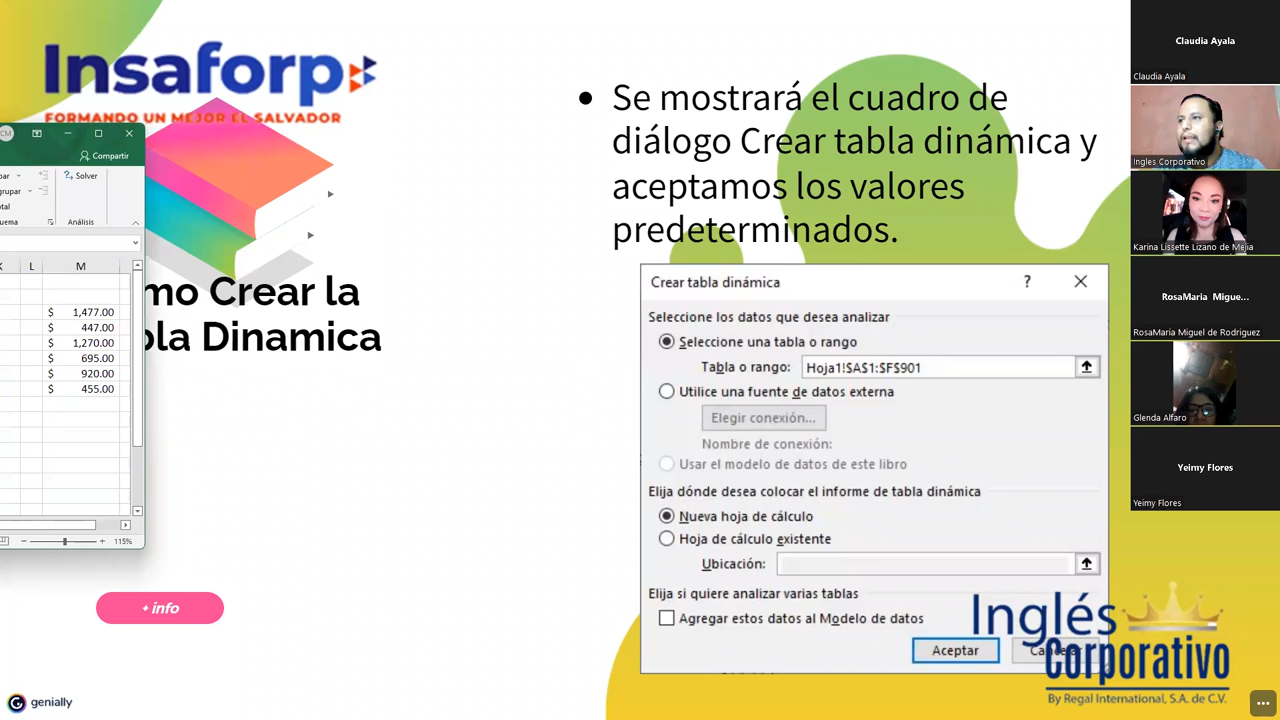 Insaforp
FORMANDO UN MEJOR EL SALVADOR
CM
Compartir
Solver
Análisis
L
M
$ 1,477.00
$ 447.00
$ 1,270.00
$ 695.00
$ 920.00
$ 455.00
115%
mo Crear la
bla Dinamica
+ info
genially
• Se mostrará el cuadro de
diálogo Crear tabla dinámica y
aceptamos los valores
predeterminados.
Crear tabla dinámica
?
Seleccione los datos que desea analizar
Seleccione una tabla o rango
Tabla o rango: Hoja1!$A$1:$F$901
Utilice una fuente de datos externa
Elegir conexión...
Nombre de conexión:
Usar el modelo de datos de este libro
Elija dónde desea colocar el informe de tabla dinámica
Nueva hoja de cálculo
Hoja de cálculo existente
Ubicación:
Elija si quiere analizar varias tablas
Agregar estos datos al Modelo de datos
Aceptar
Inglés
Corporativo
By Regal International, S.A. de C.V.
Claudia Ayala
Claudia Ayala
Ingles Corporativo
Karina Lissette Lizano de Mejia
RosaMaria Migue...
RosaMaria Miguel de Rodriguez
Glenda Alfaro
Yeimy Flores
Yeimy Flores